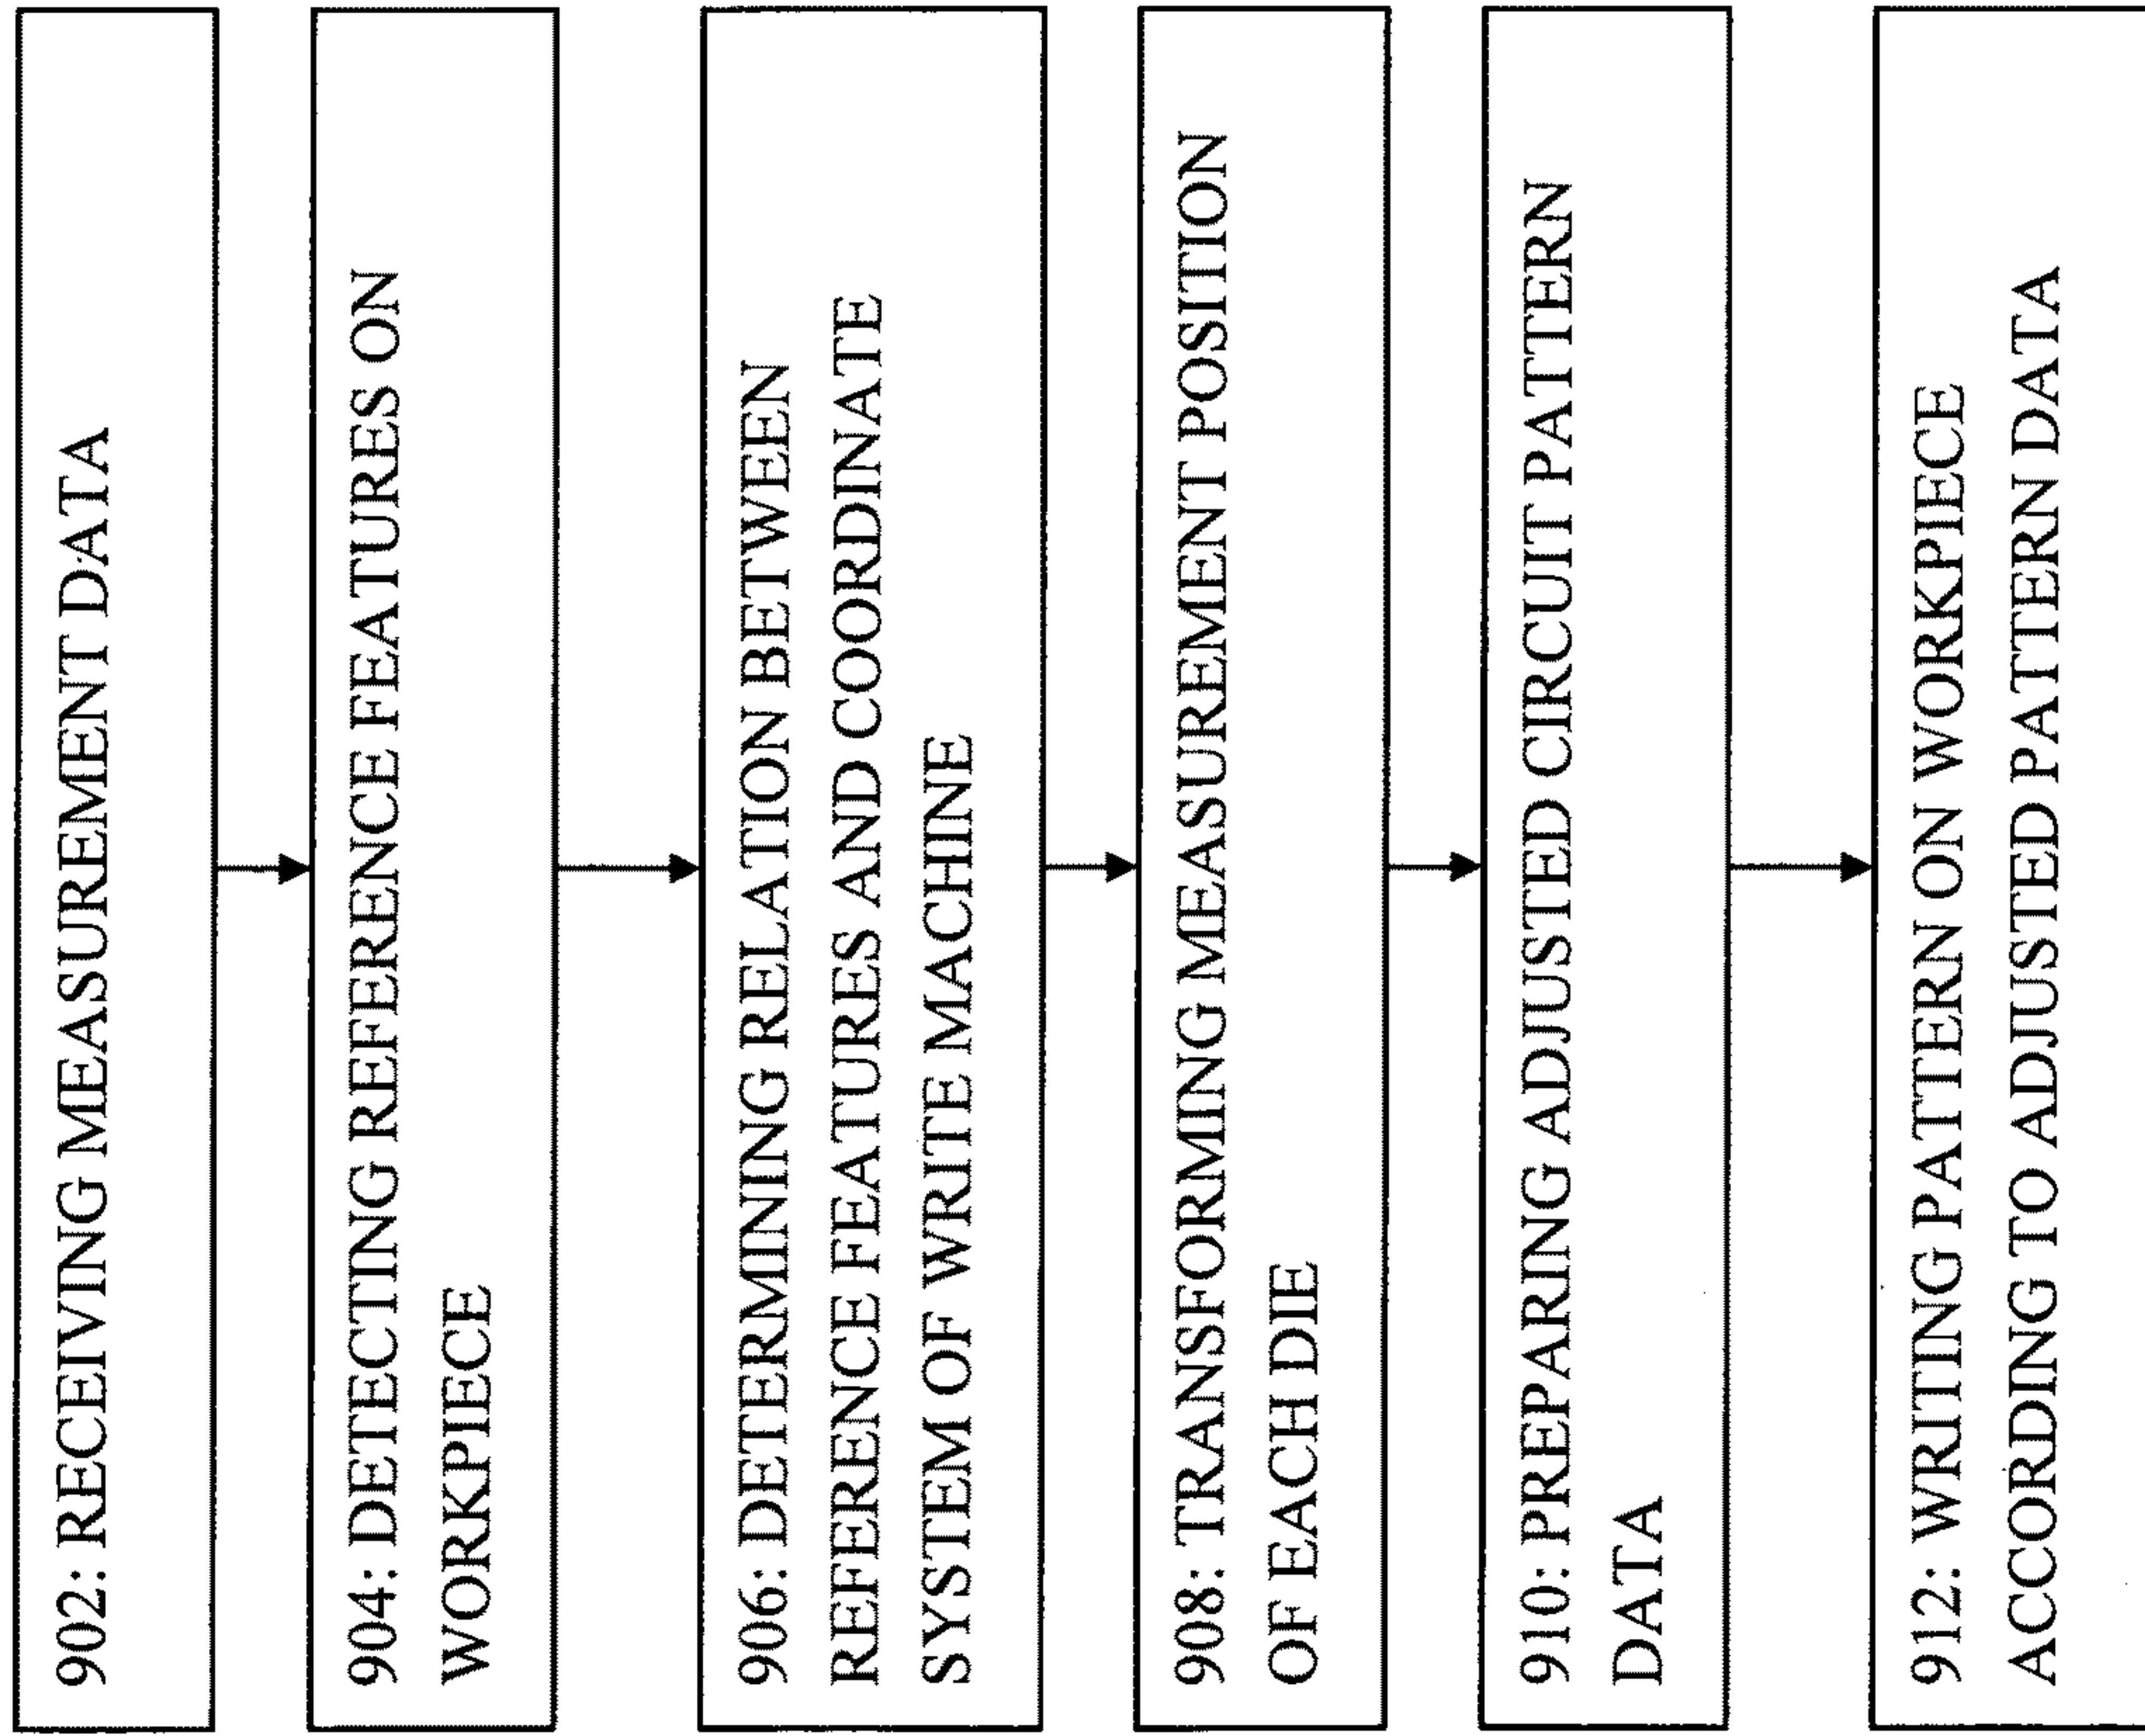 902: RECEIVING MEASUREMENT DATA
904: DETECTING REFERENCE FEATURES ON
WORKPIECE
906: DETERMINING RELATION BETWEEN
REFERENCE FEATURES AND COORDINATE
SYSTEM OF WRITE MACHINE
908: TRANSFORMING MEASUREMENT POSITION
OF EACH DIE
910: PREPARING ADJUSTED CIRCUIT PATTERN
DATA
912: WRITING PATTERN ON WORKPIECE
ACCORDING TO ADJUSTED PATTERN DATA